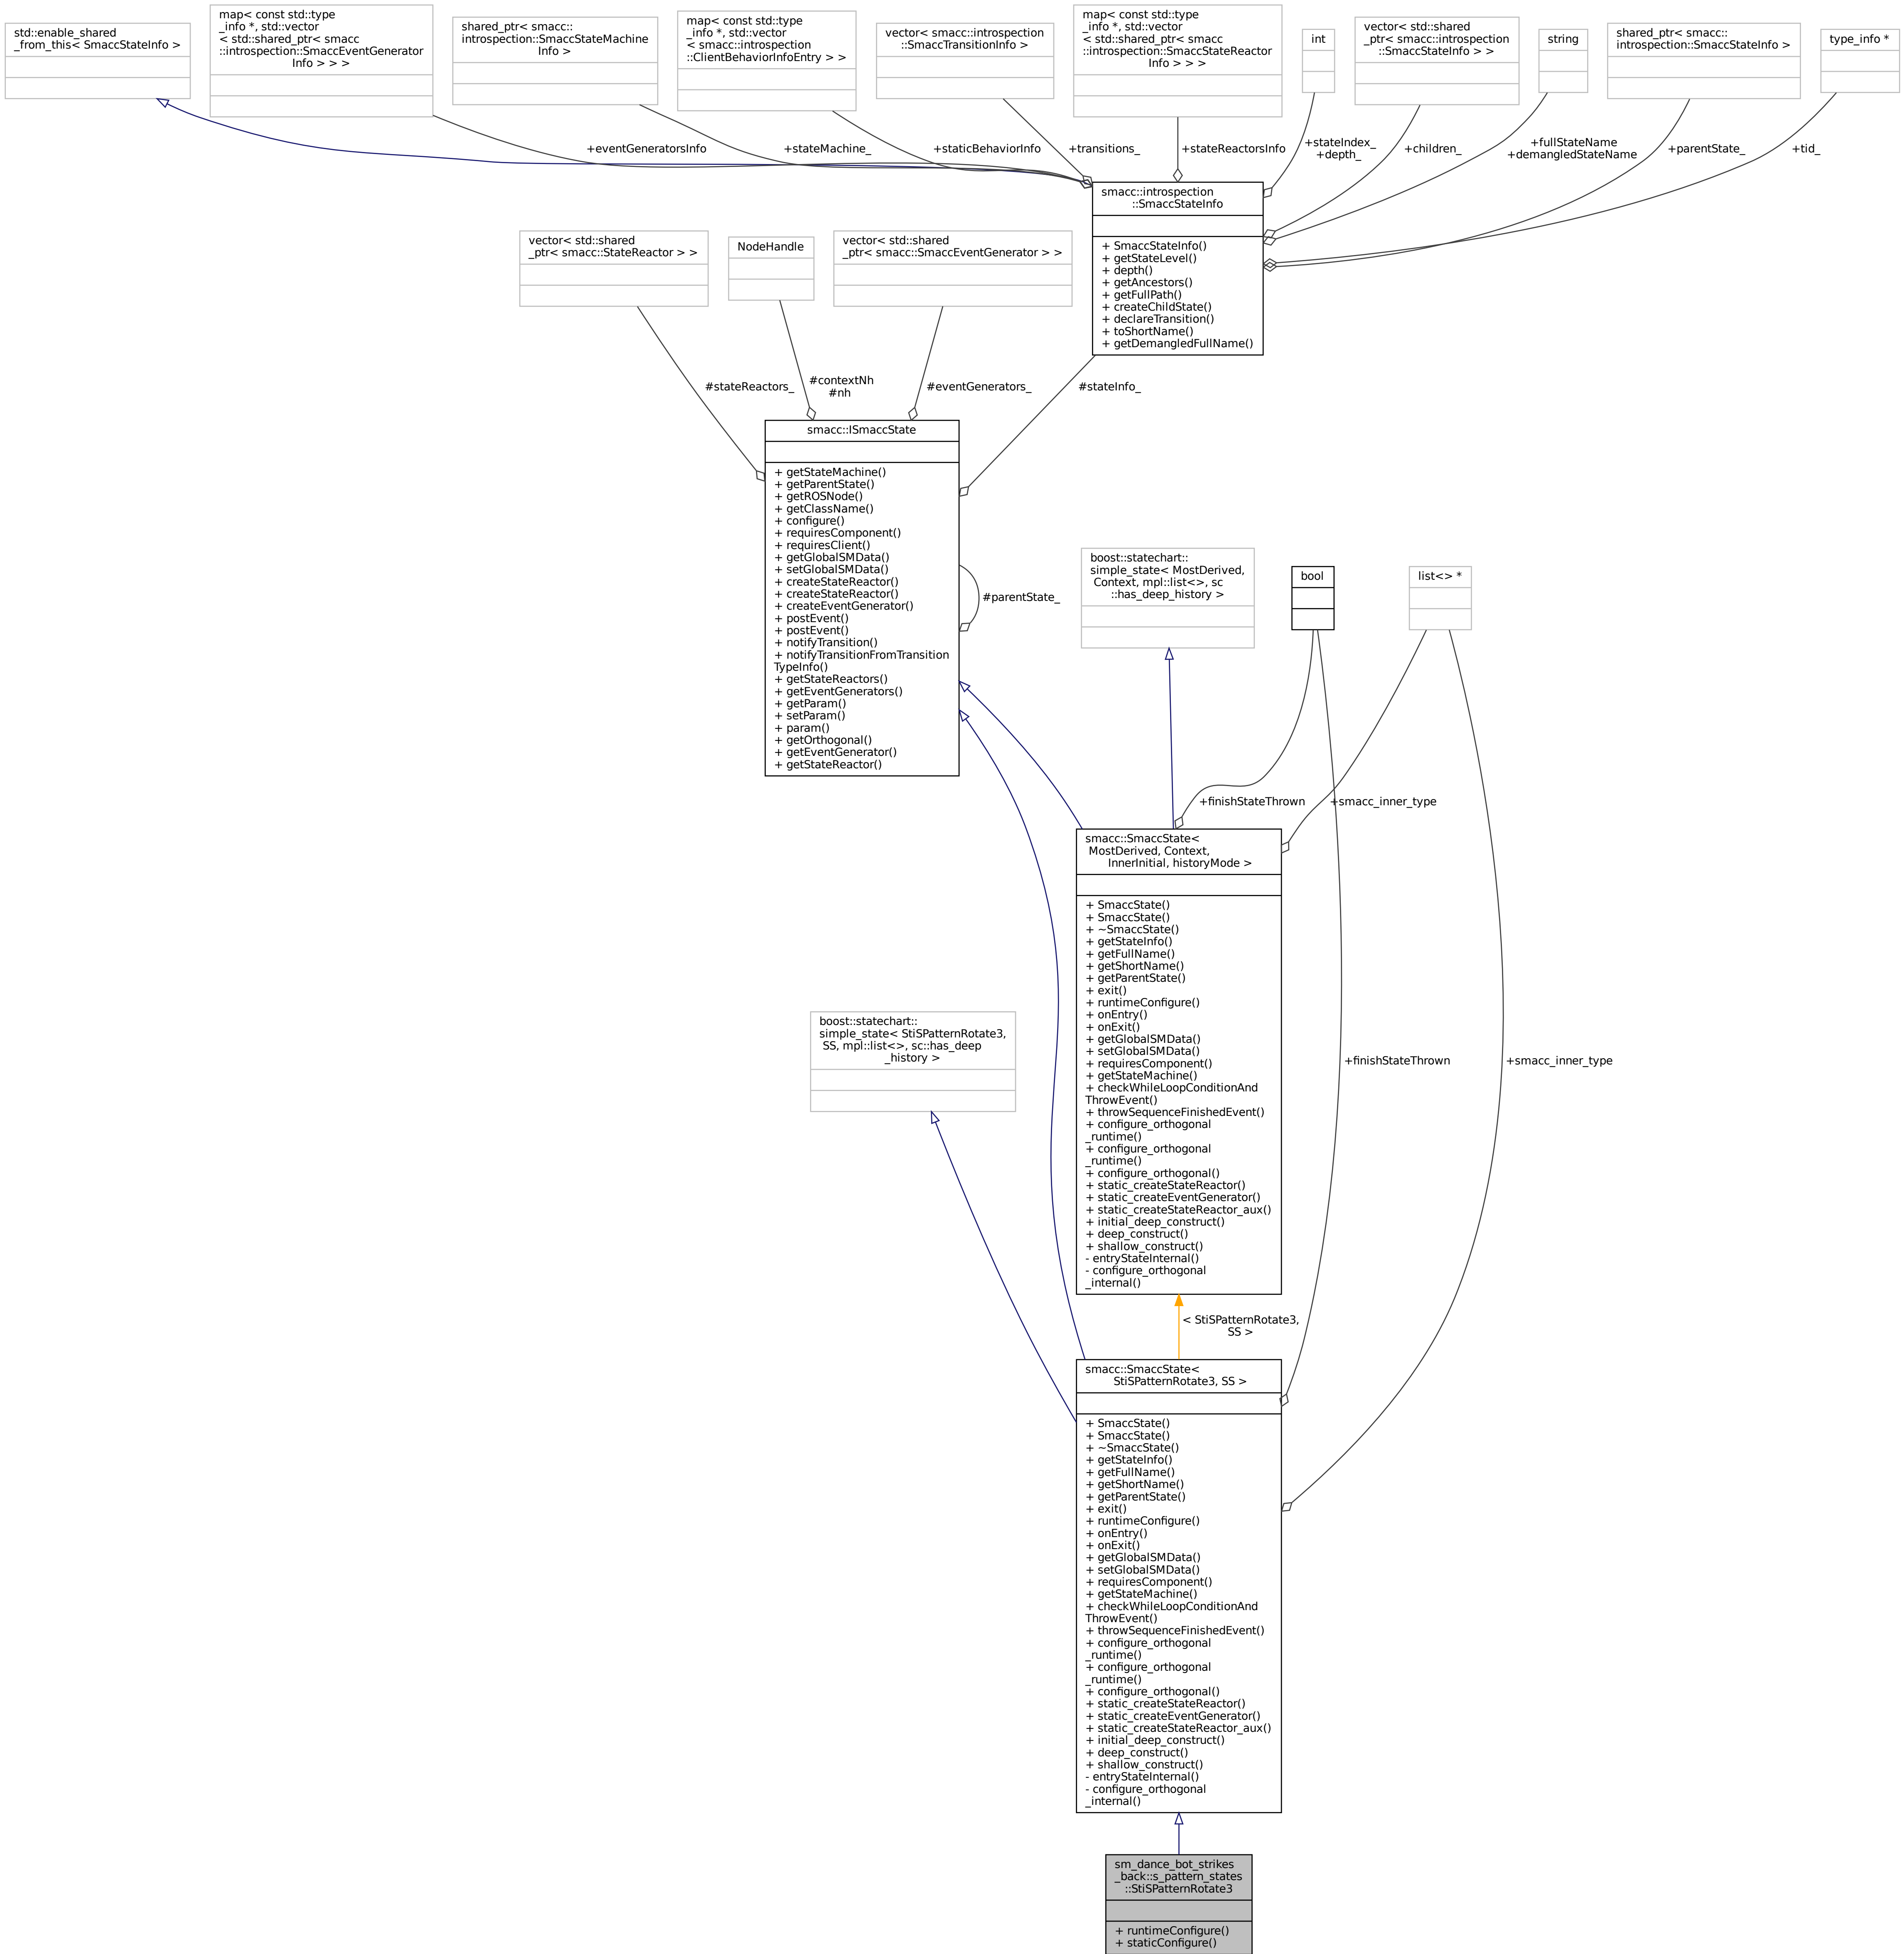 std::enable_shared
_from_this< SmaccStateInfo >
map< const std::type
_info *, std::vector
< std::shared_ptr< smacc
::introspection::SmaccEventGenerator
Info > > >
shared_ptr< smacc::
introspection::SmaccStateMachine
Info >
map< const std::type
_info *, std::vector
< smacc::introspection
::ClientBehaviorInfoEntry > >
vector< smacc::introspection
::SmaccTransitionInfo >
map< const std::type
_info *, std::vector
< std::shared_ptr< smacc
::introspection::SmaccStateReactor
Info > > >
int
vector< std::shared
_ptr< smacc::introspection
::SmaccStateInfo > >
string
shared_ptr< smacc::
introspection::SmaccStateInfo >
type_info *
+eventGeneratorsInfo
+stateMachine_
+staticBehaviorInfo
+transitions_
+stateReactorsInfo
+stateIndex_
+depth_
+children_
+fullStateName
+demangledStateName
+parentState_
+tid_
smacc::introspection
::SmaccStateInfo
+ SmaccStateInfo()
+ getStateLevel()
+ depth()
+ getAncestors()
+ getFullPath()
+ createChildState()
+ declareTransition()
+ toShortName()
+ getDemangledFullName()
vector< std::shared
_ptr< smacc::StateReactor > >
NodeHandle
vector< std::shared
_ptr< smacc::SmaccEventGenerator > >
#stateReactors_
#contextNh
#nh
#eventGenerators_
#stateInfo_
smacc::ISmaccState
+ getStateMachine()
+ getParentState()
+ getROSNode()
+ getClassName()
+ configure()
+ requiresComponent()
+ requiresClient()
+ getGlobalSMData()
+ setGlobalSMData()
+ createStateReactor()
+ createStateReactor()
+ createEventGenerator()
+ postEvent()
+ postEvent()
+ notifyTransition()
+ notifyTransitionFromTransition
TypeInfo()
+ getStateReactors()
+ getEventGenerators()
+ getParam()
+ setParam()
+ param()
+ getOrthogonal()
+ getEventGenerator()
+ getStateReactor()
#parentState_
boost::statechart::
simple_state< MostDerived,
Context, mpl::list<>, sc
::has_deep_history >
bool
list<> *
+finishStateThrown
+smacc_inner_type
smacc::SmaccState<
MostDerived, Context,
InnerInitial, historyMode >
+ SmaccState()
+ SmaccState()
+ ~SmaccState()
+ getStateInfo()
+ getFullName()
+ getShortName()
+ getParentState()
+ exit()
+ runtimeConfigure()
+ onEntry()
+ onExit()
+ getGlobalSMData()
+ setGlobalSMData()
+ requiresComponent()
+ getStateMachine()
+ checkWhileLoopConditionAnd
ThrowEvent()
+ throwSequenceFinishedEvent()
+ configure_orthogonal
_runtime()
+ configure_orthogonal
_runtime()
+ configure_orthogonal()
+ static_createStateReactor()
+ static_createEventGenerator()
+ static_createStateReactor_aux()
+ initial_deep_construct()
+ deep_construct()
+ shallow_construct()
- entryStateInternal()
- configure_orthogonal
_internal()
boost::statechart::
simple_state< StiSPatternRotate3,
SS, mpl::list<>, sc::has_deep
_history >
+finishStateThrown
+smacc_inner_type
< StiSPatternRotate3,
SS >
smacc::SmaccState<
StiSPatternRotate3, SS >
+ SmaccState()
+ SmaccState()
+ ~SmaccState()
+ getStateInfo()
+ getFullName()
+ getShortName()
+ getParentState()
+ exit()
+ runtimeConfigure()
+ onEntry()
+ onExit()
+ getGlobalSMData()
+ setGlobalSMData()
+ requiresComponent()
+ getStateMachine()
+ checkWhileLoopConditionAnd
ThrowEvent()
+ throwSequenceFinishedEvent()
+ configure_orthogonal
_runtime()
+ configure_orthogonal
_runtime()
+ configure_orthogonal()
+ static_createStateReactor()
+ static_createEventGenerator()
+ static_createStateReactor_aux()
+ initial_deep_construct()
+ deep_construct()
+ shallow_construct()
- entryStateInternal()
- configure_orthogonal
_internal()
sm_dance_bot_strikes
_back::s_pattern_states
::StiSPatternRotate3
+ runtimeConfigure()
+ staticConfigure()